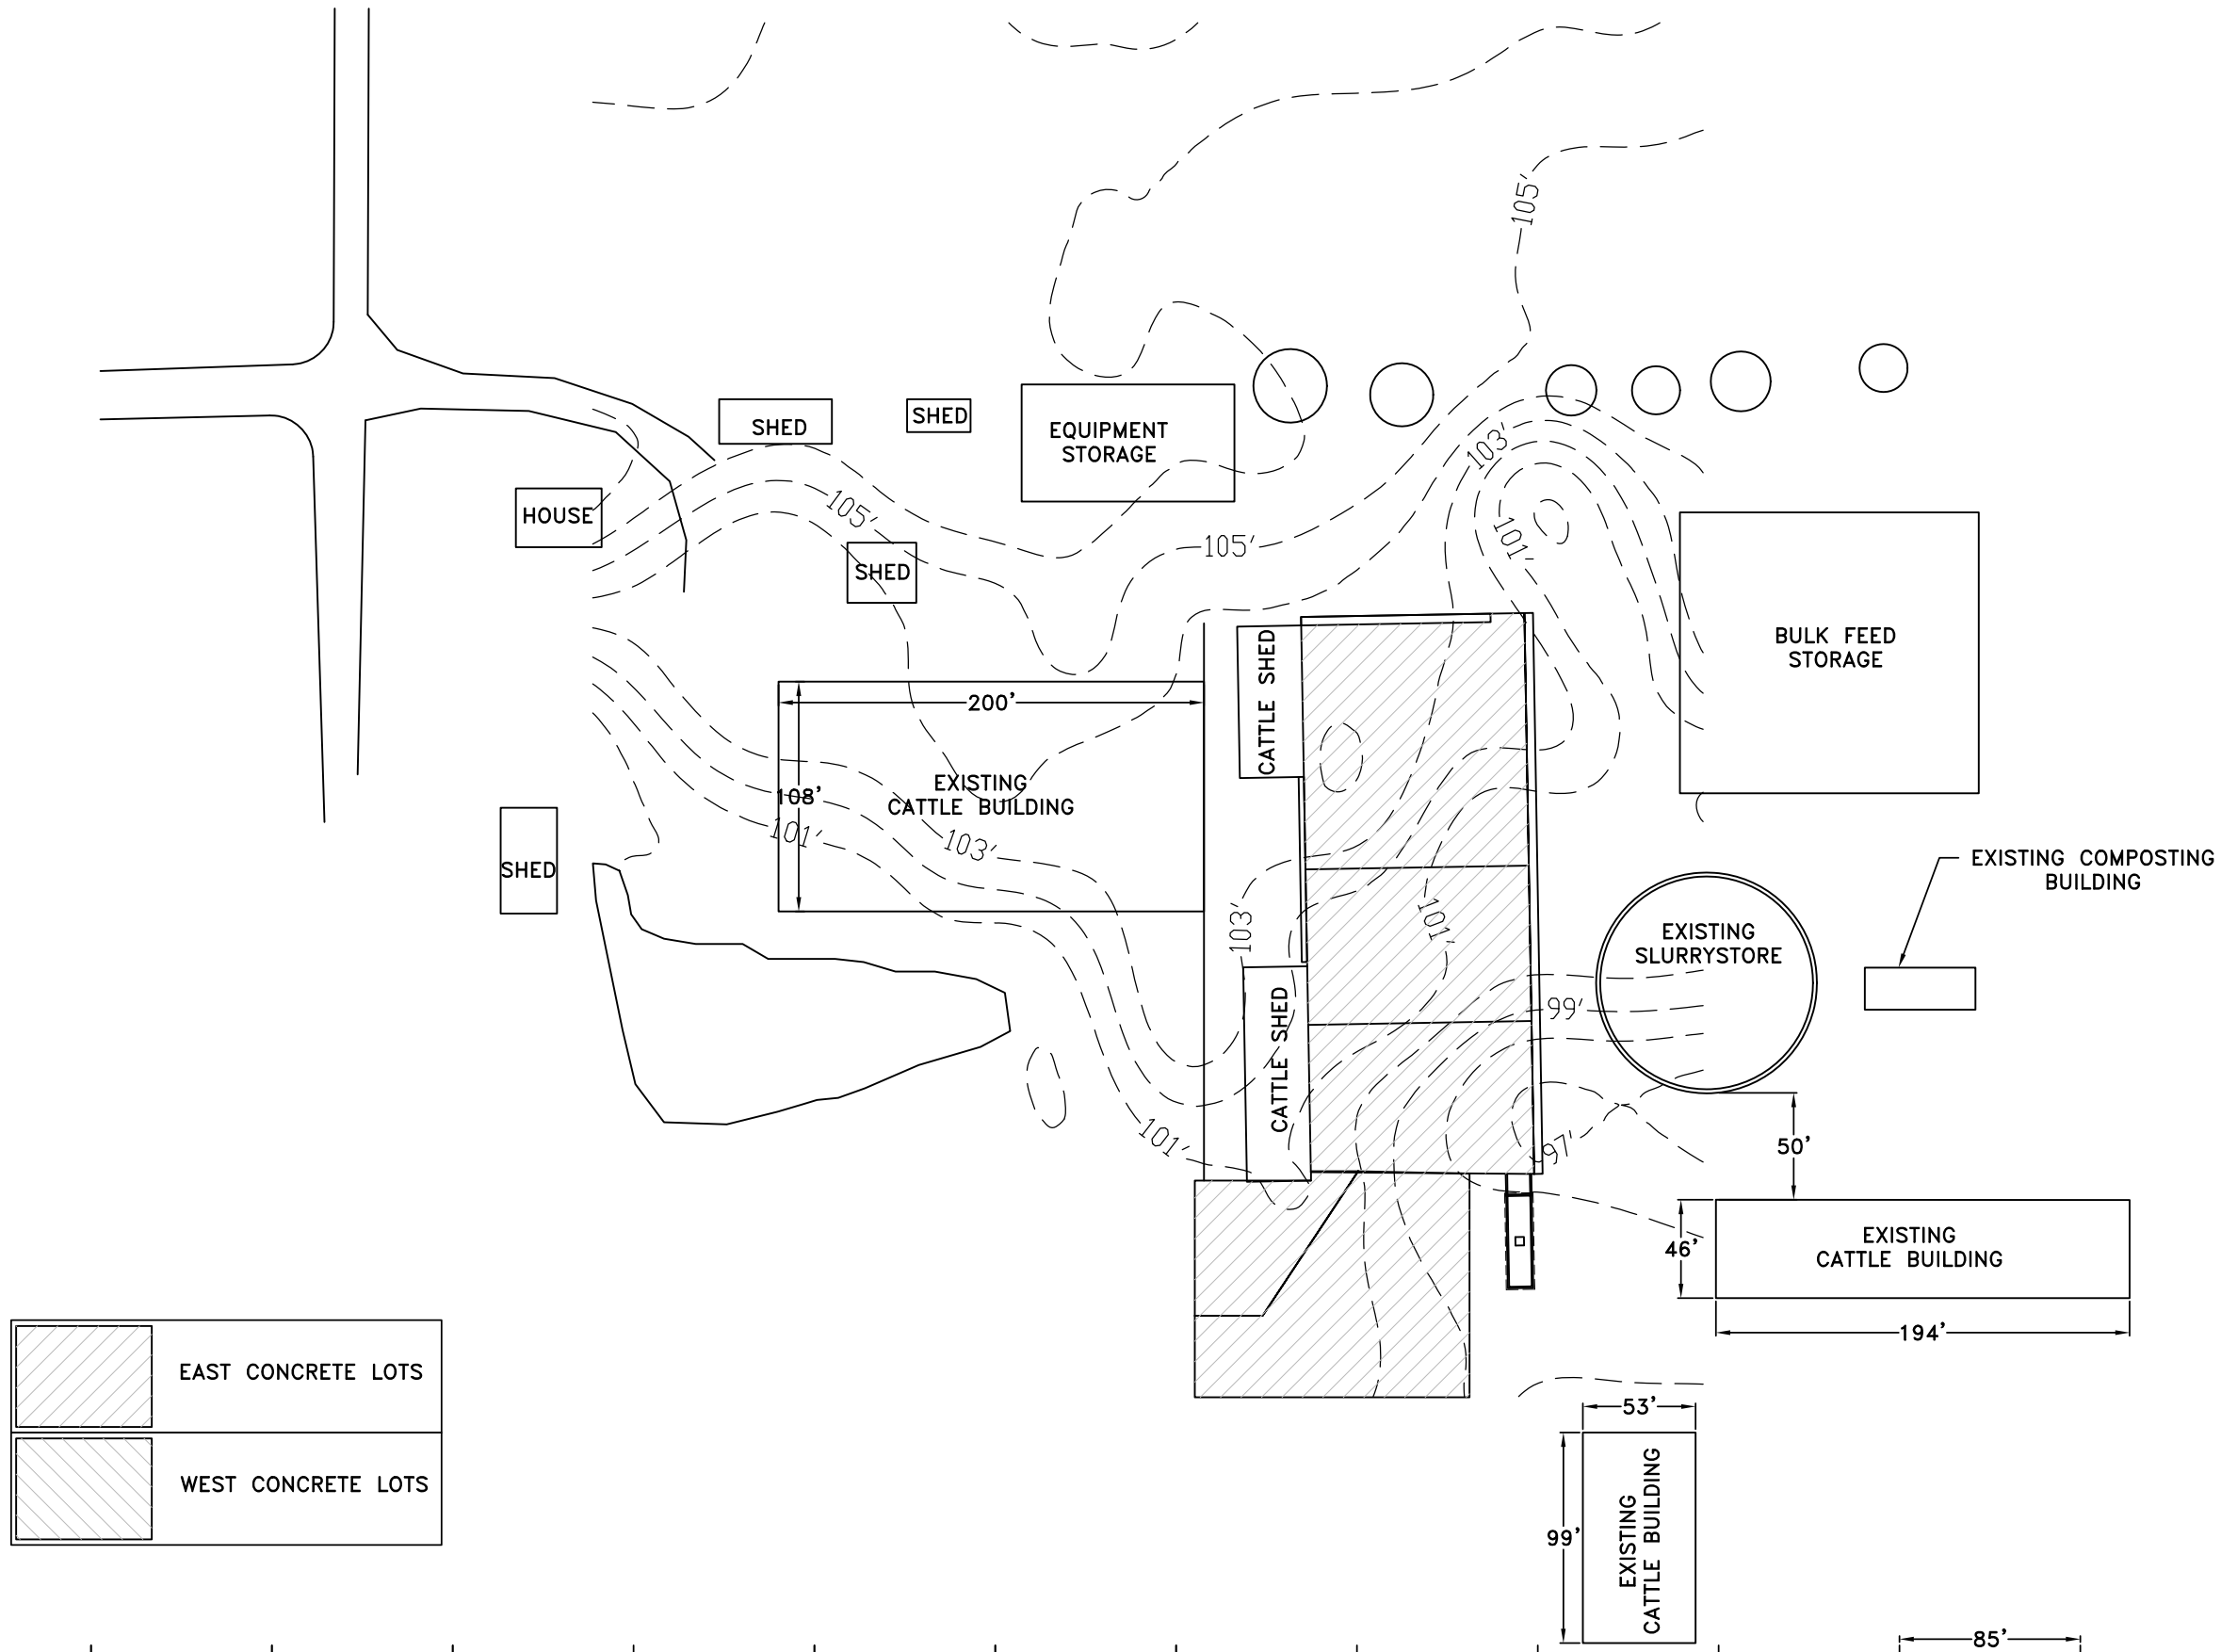 105'
SHED
SHED
EQUIPMENT
STORAGE
103'
HOUSE
105'
105'
101'
SHED
BULK FEED
STORAGE
CATTLE SHED
200'
EXISTING
CATTLE BUILDING
108'
101'
103'
SHED
EXISTING COMPOSTING
BUILDING
103'
101'
EXISTING
SLURRYSTORE
99'
CATTLE SHED
101'
97'
50'
EXISTING
CATTLE BUILDING
46'
194'
EAST CONCRETE LOTS
WEST CONCRETE LOTS
53'
99'
EXISTING
CATTLE BUILDING
85'